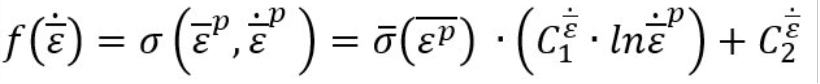 f(ε̄̇) = σ(ε̄ᵖ, ε̄̇ᵖ) = σ̄(ε̄ᵖ) · (C₁^ε̄̇ · lnε̄̇ᵖ) + C₂^ε̄̇